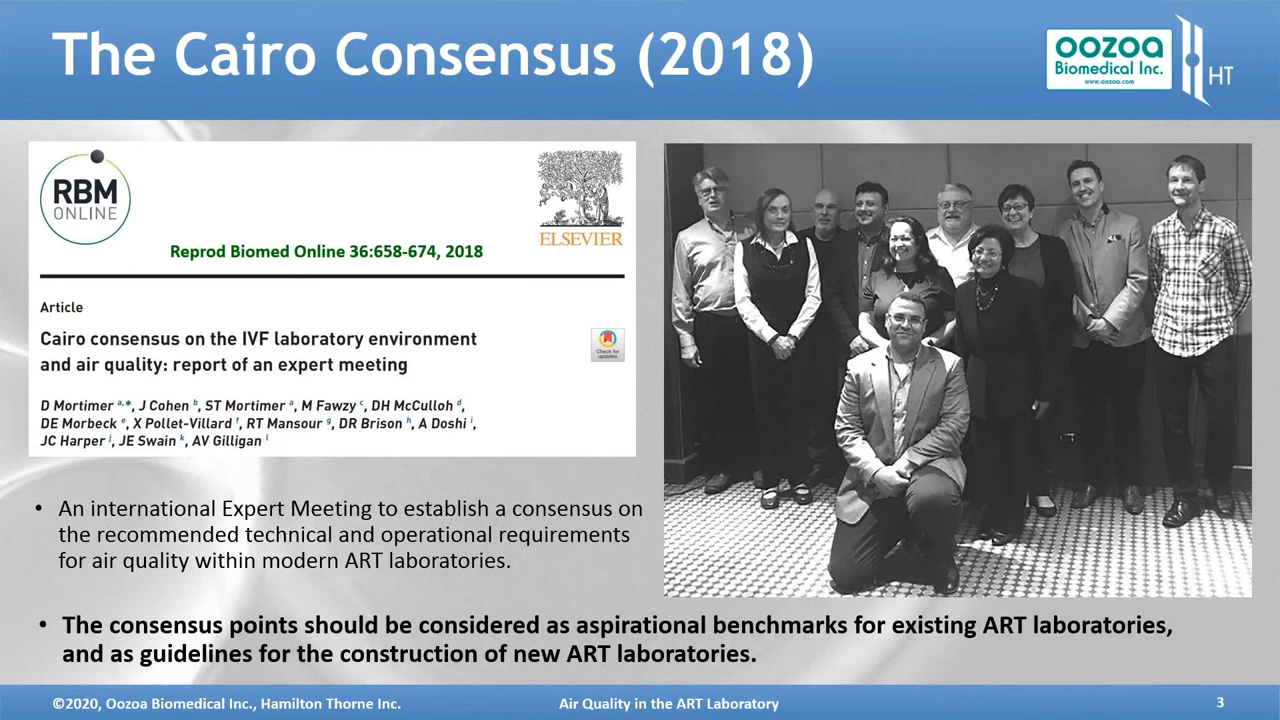 The Cairo Consensus (2018)
oozoa
Biomedical Inc.
www.oozoa.com
HT
RBM
ONLINE
ELSEVIER
Reprod Biomed Online 36:658-674, 2018
Article
Cairo consensus on the IVF laboratory environment
and air quality: report of an expert meeting
Check for
updates
D Mortimer a,*, J Cohen b, ST Mortimer a, M Fawzy c, DH McCulloh d,
DE Morbeck e, X Pollet-Villard f, RT Mansour g, DR Brison h, A Doshi i,
JC Harper j, JE Swain k, AV Gilligan l
• An international Expert Meeting to establish a consensus on
the recommended technical and operational requirements
for air quality within modern ART laboratories.
• The consensus points should be considered as aspirational benchmarks for existing ART laboratories,
and as guidelines for the construction of new ART laboratories.
©2020, Oozoa Biomedical Inc., Hamilton Thorne Inc.
Air Quality in the ART Laboratory
3